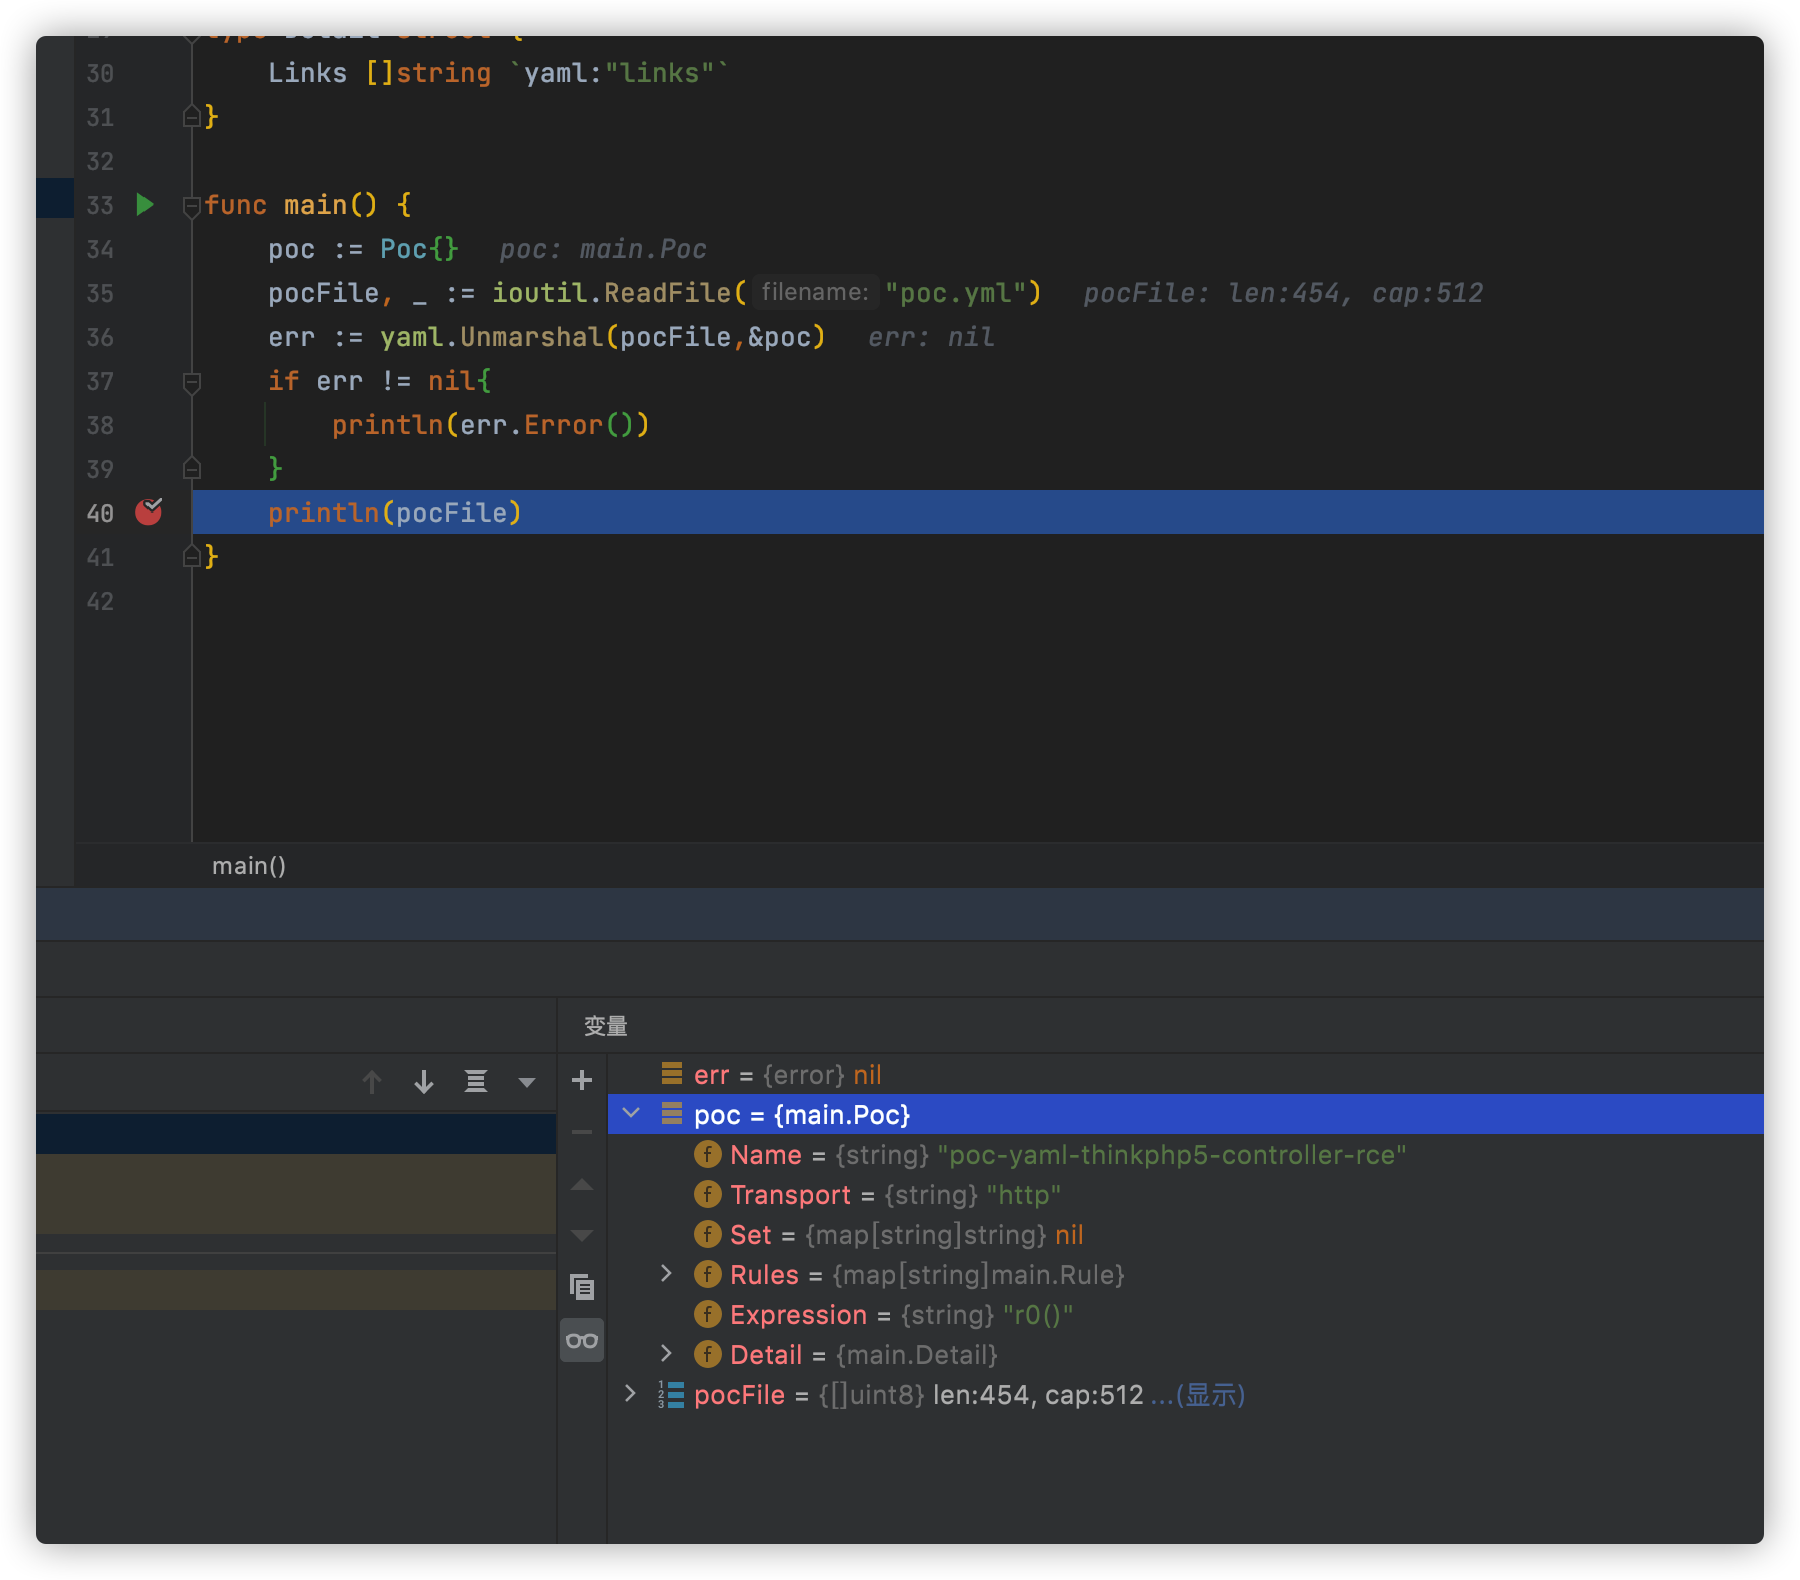 30 Links []string `yaml:"links"`
31 }
32
33 func main() {
34 poc := Poc{} poc: main.Poc
35 pocFile, _ := ioutil.ReadFile( filename: "poc.yml") pocFile: len:454, cap:512
36 err := yaml.Unmarshal(pocFile,&poc) err: nil
37 if err != nil{
38 println(err.Error())
39 }
40 println(pocFile)
41 }
42
main()
变量
err = {error} nil
poc = {main.Poc}
Name = {string} "poc-yaml-thinkphp5-controller-rce"
Transport = {string} "http"
Set = {map[string]string} nil
Rules = {map[string]main.Rule}
Expression = {string} "r0()"
Detail = {main.Detail}
pocFile = {[]uint8} len:454, cap:512 ...(显示)